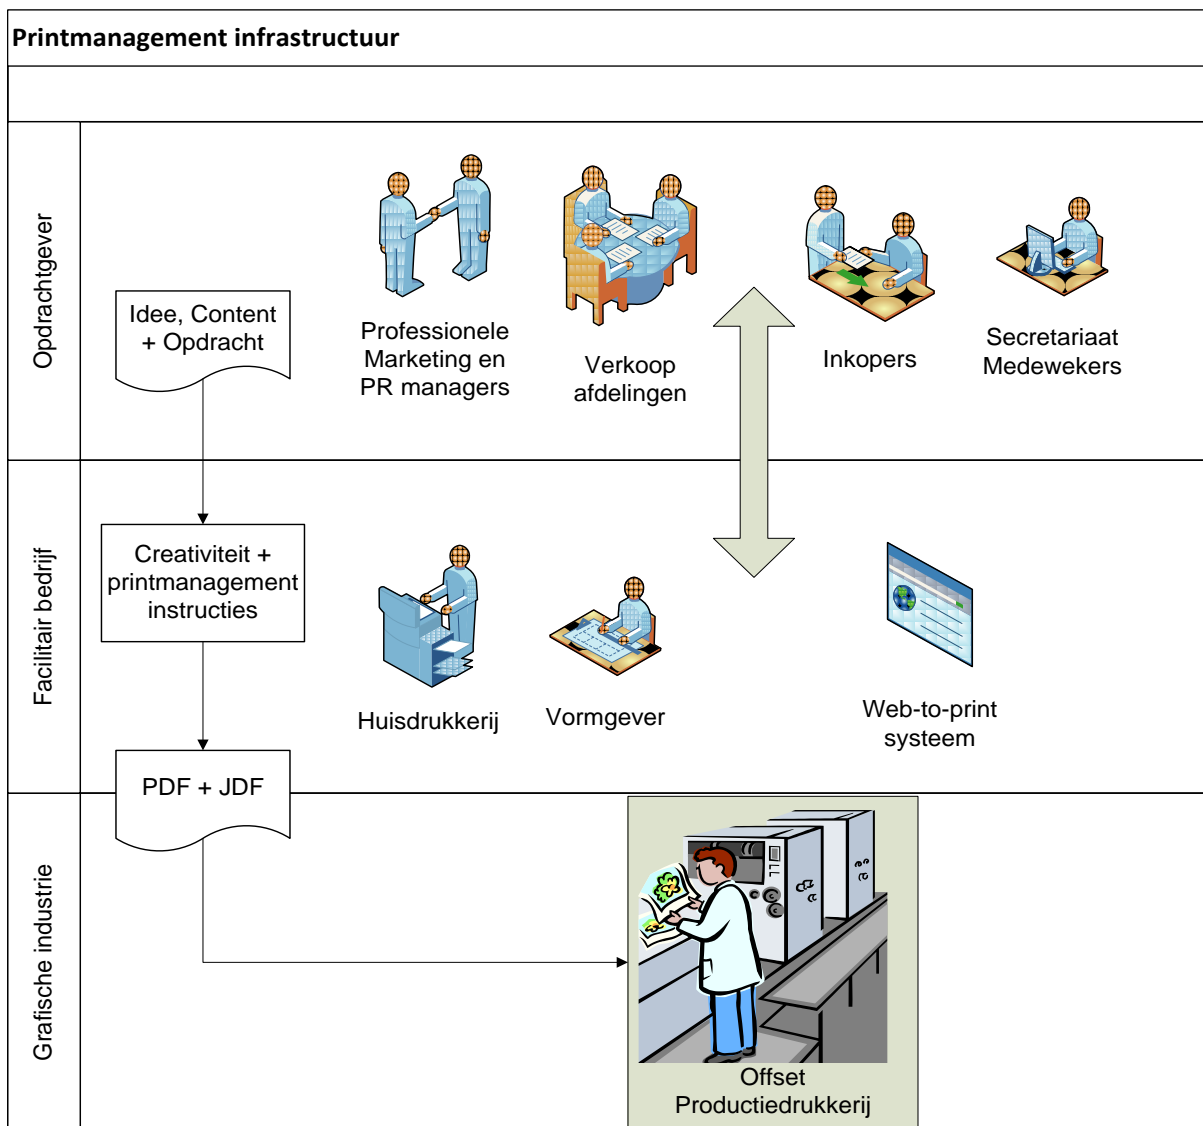 Printmanagement infrastructuur
Opdrachtgever
Idee, Content
+ Opdracht
Professionele
Marketing en
PR managers
Verkoop
afdelingen
Inkopers
Secretariaat
Medewekers
Facilitair bedrijf
Creativiteit +
printmanagement
instructies
Huisdrukkerij
Vormgever
Web-to-print
systeem
PDF + JDF
Grafische industrie
Offset
Productiedrukkerij